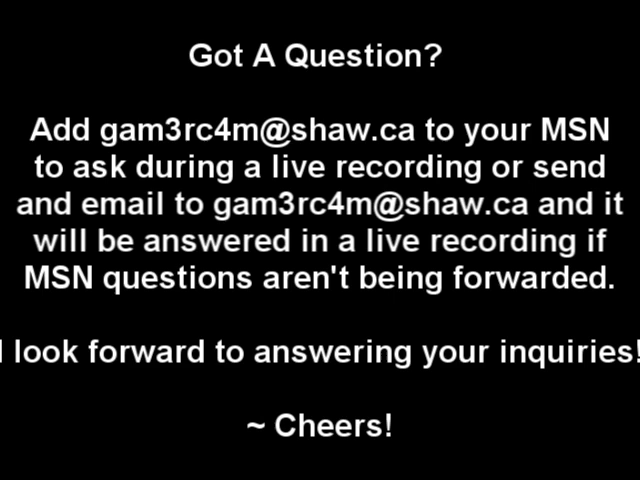 Got A Question?
Add gam3rc4m@shaw.ca to your MSN
to ask during a live recording or send
and email to gam3rc4m@shaw.ca and it
will be answered in a live recording if
MSN questions aren't being forwarded.
I look forward to answering your inquiries!
~ Cheers!